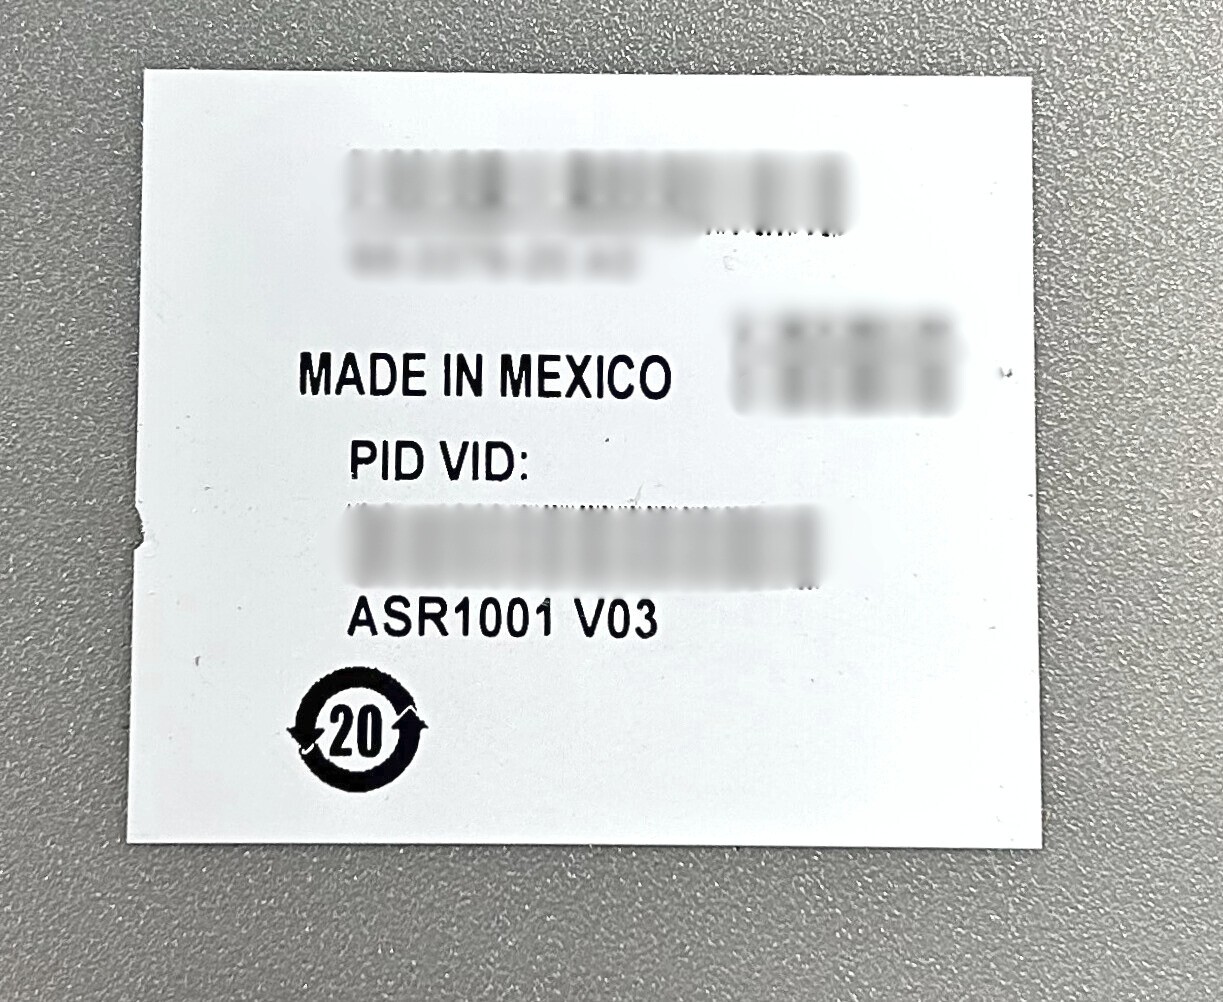 MADE IN MEXICO
PID VID:
ASR1001 V03
20